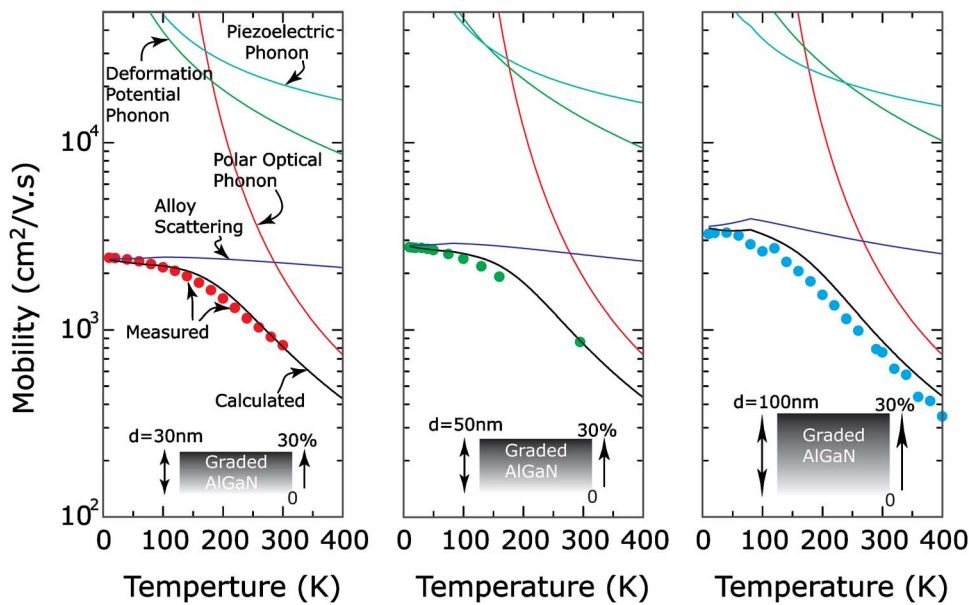 Mobility (cm²/V.s)
10⁴
10³
10²
Piezoelectric
Phonon
Deformation
Potential
Phonon
Polar Optical
Phonon
Alloy
Scattering
Measured
Calculated
d=30nm
30%
Graded
AlGaN
0
0 100 200 300 400
Temperture (K)
d=50nm
30%
Graded
AlGaN
0
0 100 200 300 400
Temperature (K)
d=100nm
30%
Graded
AlGaN
0
0 100 200 300 400
Temperature (K)